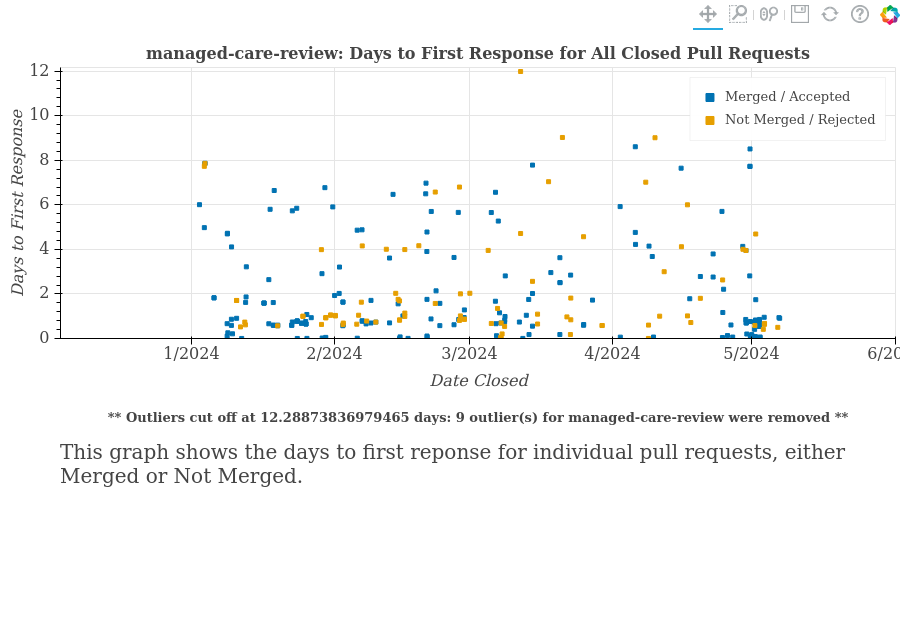 managed-care-review: Days to First Response for All Closed Pull Requests
Merged / Accepted
Not Merged / Rejected
Days to First Response
12
10
8
6
4
2
0
1/2024
2/2024
3/2024
4/2024
5/2024
6/20
Date Closed
** Outliers cut off at 12.28873836979465 days: 9 outlier(s) for managed-care-review were removed **
This graph shows the days to first reponse for individual pull requests, either
Merged or Not Merged.